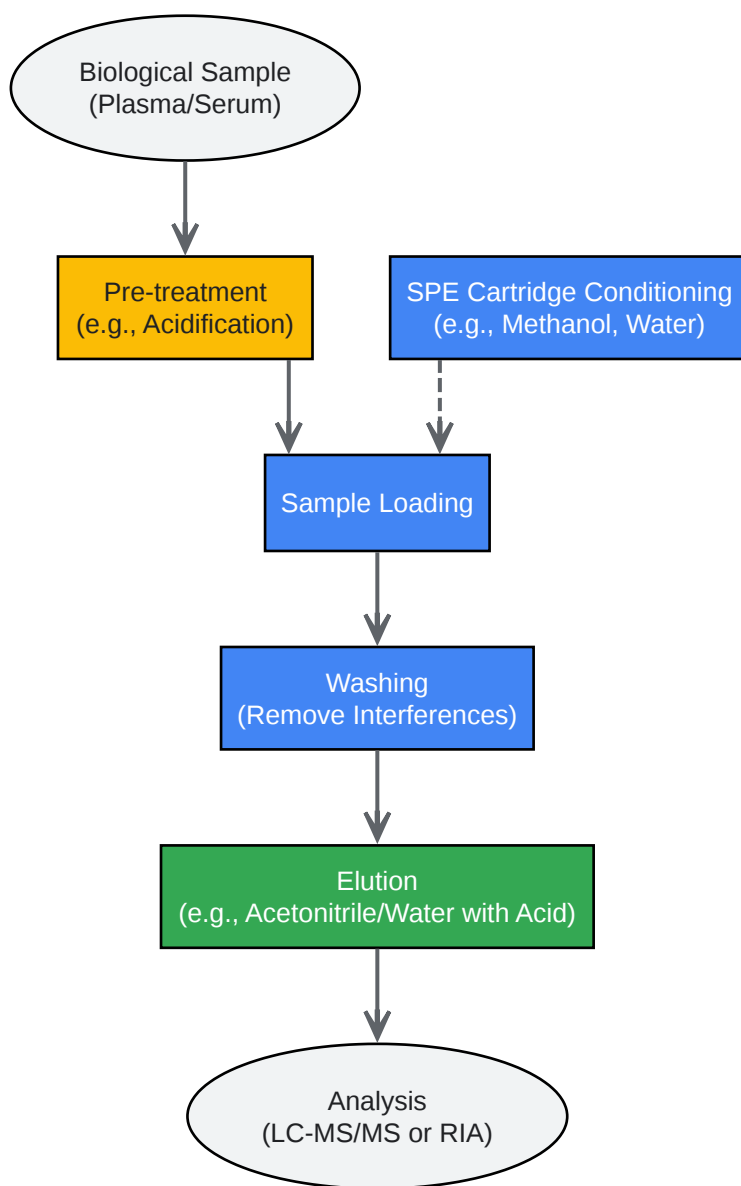 Biological Sample
(Plasma/Serum)
Pre-treatment
(e.g., Acidification)
SPE Cartridge Conditioning
(e.g., Methanol, Water)
Sample Loading
Washing
(Remove Interferences)
Elution
(e.g., Acetonitrile/Water with Acid)
Analysis
(LC-MS/MS or RIA)